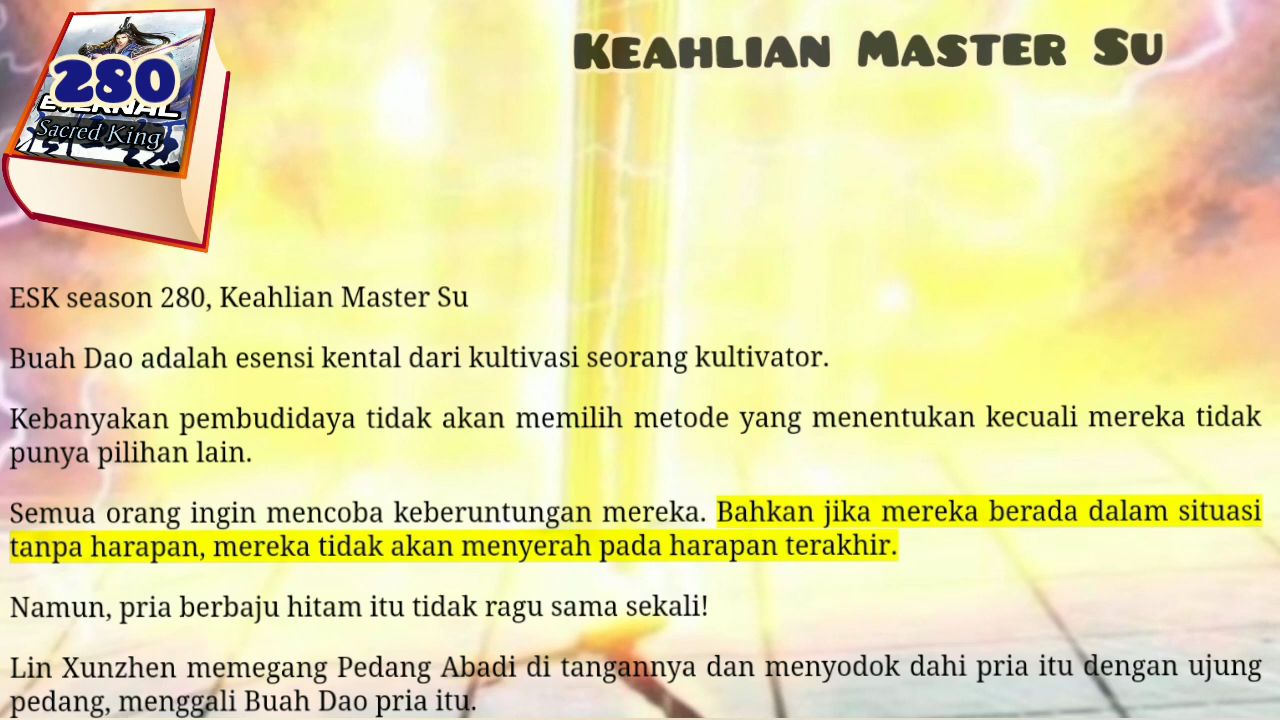 280
ETERNAL
Sacred King
Keahlian Master Su
ESK season 280, Keahlian Master Su
Buah Dao adalah esensi kental dari kultivasi seorang kultivator.
Kebanyakan pembudidaya tidak akan memilih metode yang menentukan kecuali mereka tidak
punya pilihan lain.
Semua orang ingin mencoba keberuntungan mereka. Bahkan jika mereka berada dalam situasi
tanpa harapan, mereka tidak akan menyerah pada harapan terakhir.
Namun, pria berbaju hitam itu tidak ragu sama sekali!
Lin Xunzhen memegang Pedang Abadi di tangannya dan menyodok dahi pria itu dengan ujung
pedang, menggali Buah Dao pria itu.